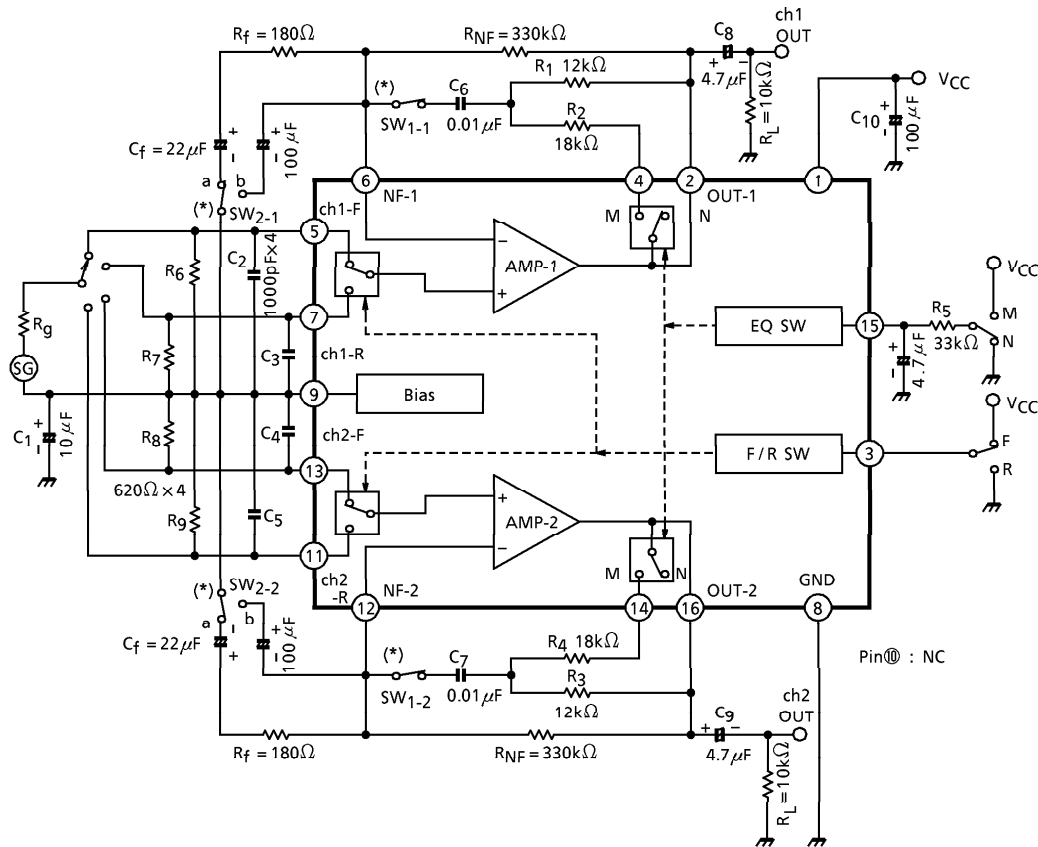 Rf = 180Ω
RNF = 330kΩ
C8
+ −
4.7μF
ch1
OUT
RL = 10kΩ
R1 12kΩ
(*)
SW1-1
C6
0.01μF
R2
18kΩ
VCC
C10
+
−
100μF
Cf = 22μF
+
−
+
−
100μF
a
b
(*)
SW2-1
6
NF-1
4
2
OUT-1
1
ch1-F
5
M
N
R6
C2
1000pF×4
AMP-1
−
+
Rg
SG
7
R7
C3
ch1-R
EQ SW
15
R5
33kΩ
+
−
4.7μF
VCC
M
N
9
Bias
C1
+
−
10μF
R8
C4
ch2-F
13
620Ω×4
F/R SW
3
VCC
F
R
R9
C5
AMP-2
+
−
11
ch2
-R
M
N
(*)
SW2-2
a
b
12
NF-2
14
16
OUT-2
GND
8
Cf = 22μF
−
+
−
+
100μF
(*)
SW1-2
C7
0.01μF
R4 18kΩ
R3
12kΩ
Pin⑩ : NC
Rf = 180Ω
RNF = 330kΩ
C9
+ −
4.7μF
ch2
OUT
RL = 10kΩ